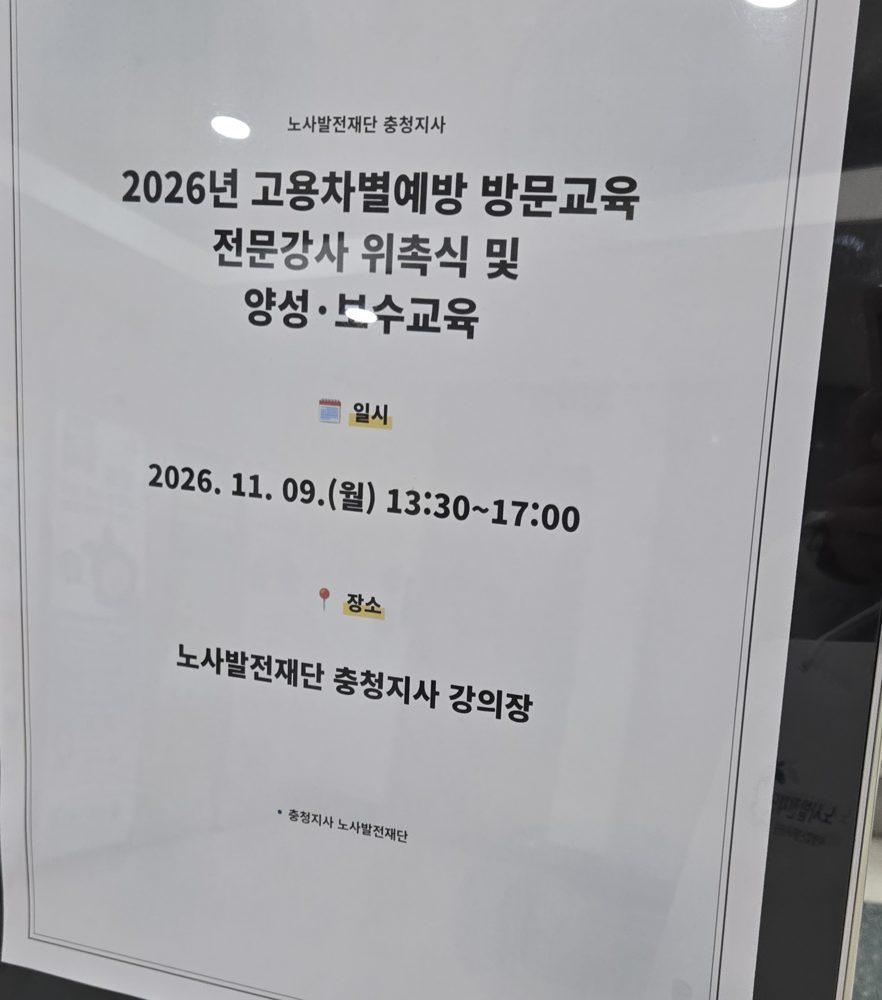 노사발전재단 충청지사
2026년 고용차별예방 방문교육
전문강사 위촉식 및
양성·보수교육
일시
2026. 11. 09.(월) 13:30~17:00
장소
노사발전재단 충청지사 강의장
충청지사 노사발전재단